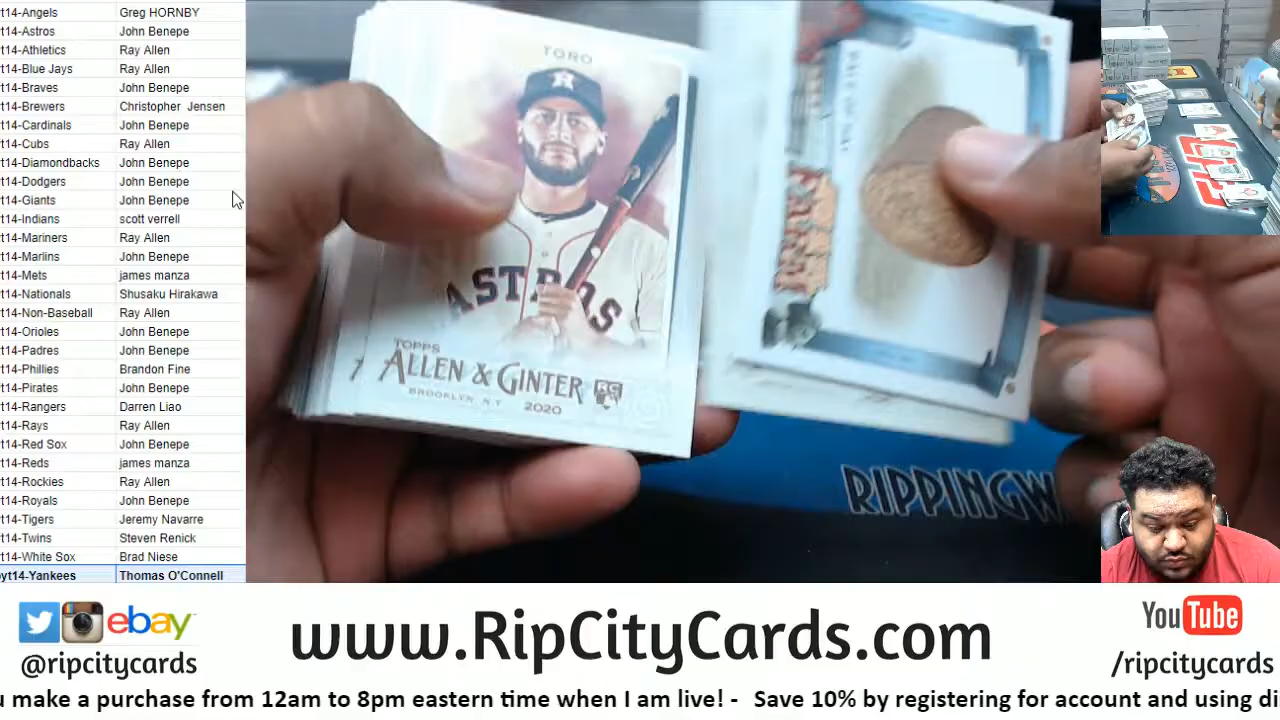 t14-Angels Greg HORNBY
t14-Astros John Benepe
t14-Athletics Ray Allen
t14-Blue Jays Ray Allen
t14-Braves John Benepe
t14-Brewers Christopher Jensen
t14-Cardinals John Benepe
t14-Cubs Ray Allen
t14-Diamondbacks John Benepe
t14-Dodgers John Benepe
t14-Giants John Benepe
t14-Indians scott verrell
t14-Mariners Ray Allen
t14-Marlins John Benepe
t14-Mets james manza
t14-Nationals Shusaku Hirakawa
t14-Non-Baseball Ray Allen
t14-Orioles John Benepe
t14-Padres John Benepe
t14-Phillies Brandon Fine
t14-Pirates John Benepe
t14-Rangers Darren Liao
t14-Rays Ray Allen
t14-Red Sox John Benepe
t14-Reds james manza
t14-Rockies Ray Allen
t14-Royals John Benepe
t14-Tigers Jeremy Navarre
t14-Twins Steven Renick
t14-White Sox Brad Niese
yt14-Yankees Thomas O'Connell
TORO
ASTROS
TOPPS
ALLEN & GINTER
RC
BROOKLYN, N.Y. 2020
RIPPINGW
ebay
@ripcitycards
www.RipCityCards.com
YouTube
/ripcitycards
u make a purchase from 12am to 8pm eastern time when I am live! - Save 10% by registering for account and using di